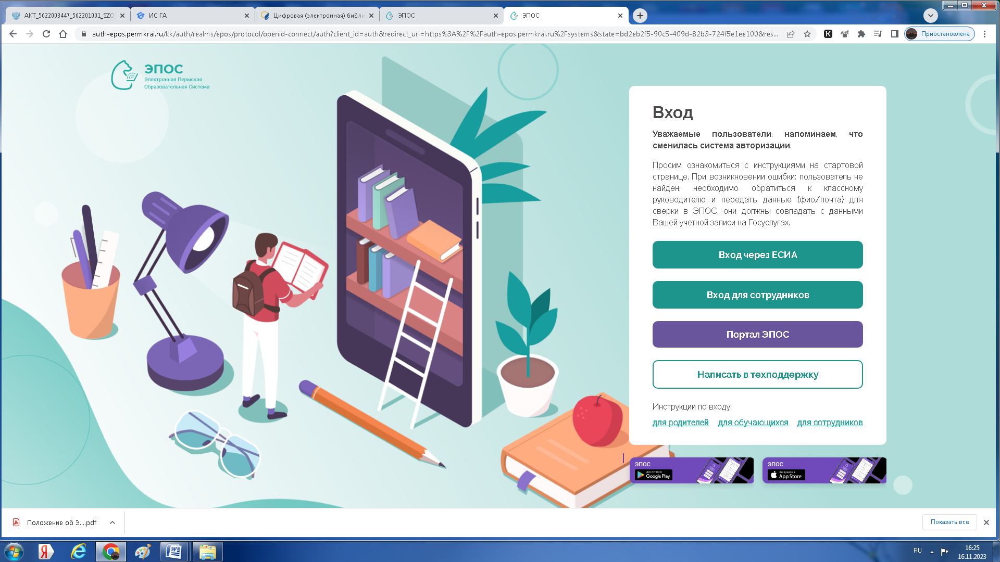 АКТ_5622003447_562201001_SZO
ИС ГА
Цифровая (электронная) библи
ЭПОС
ЭПОС
auth-epos.permkrai.ru/kk/auth/realms/epos/protocol/openid-connect/auth?client_id=auth&redirect_uri=https%3A%2F%2Fauth-epos.permkrai.ru%2Fsystems&state=bd2eb2f5-90c5-409d-82b3-724f5e1ee100&res...
Приостановлена
ЭПОС
Электронная Пермская
Образовательная Система
Вход
Уважаемые пользователи, напоминаем, что
сменилась система авторизации.
Просим ознакомиться с инструкциями на стартовой
странице. При возникновении ошибки: пользователь не
найден, необходимо обратиться к классному
руководителю и передать данные (фио/почта) для
сверки в ЭПОС, они должны совпадать с данными
Вашей учетной записи на Госуслугах.
Вход через ЕСИА
Вход для сотрудников
Портал ЭПОС
Написать в техподдержку
Инструкции по входу:
для родителей для обучающихся для сотрудников
ЭПОС
ДОСТУПНО В
Google Play
ЭПОС
Загрузите в
App Store
Положение об Э....pdf
Показать все
RU
16:25
16.11.2023